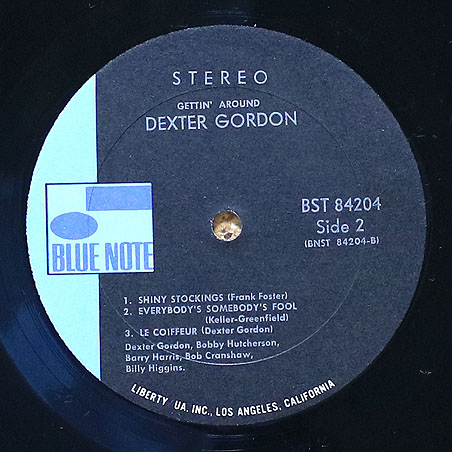 STEREO
GETTIN' AROUND
DEXTER GORDON
BST 84204
Side 2
(BNST 84204-B)
BLUE NOTE
1. SHINY STOCKINGS (Frank Foster)
2. EVERYBODY'S SOMEBODY'S FOOL
(Keller-Greenfield)
3. LE COIFFEUR (Dexter Gordon)
Dexter Gordon, Bobby Hutcherson,
Barry Harris, Bob Cranshaw,
Billy Higgins.
LIBERTY UA, INC., LOS ANGELES, CALIFORNIA